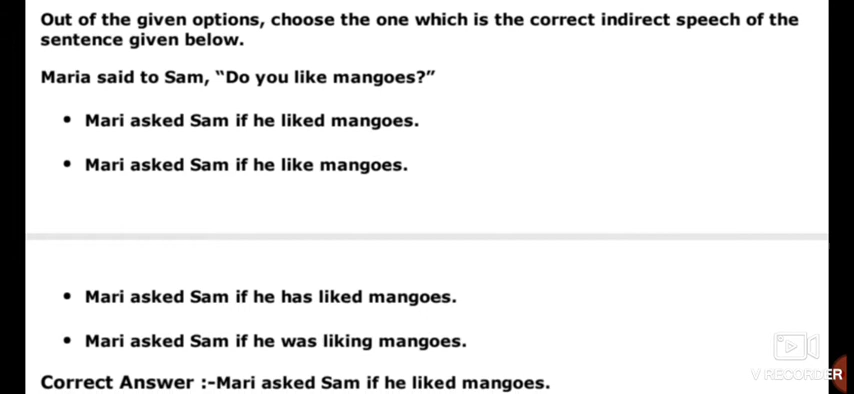 Out of the given options, choose the one which is the correct indirect speech of the
sentence given below.
Maria said to Sam, “Do you like mangoes?”
• Mari asked Sam if he liked mangoes.
• Mari asked Sam if he like mangoes.
• Mari asked Sam if he has liked mangoes.
• Mari asked Sam if he was liking mangoes.
V RECORDER
Correct Answer :-Mari asked Sam if he liked mangoes.